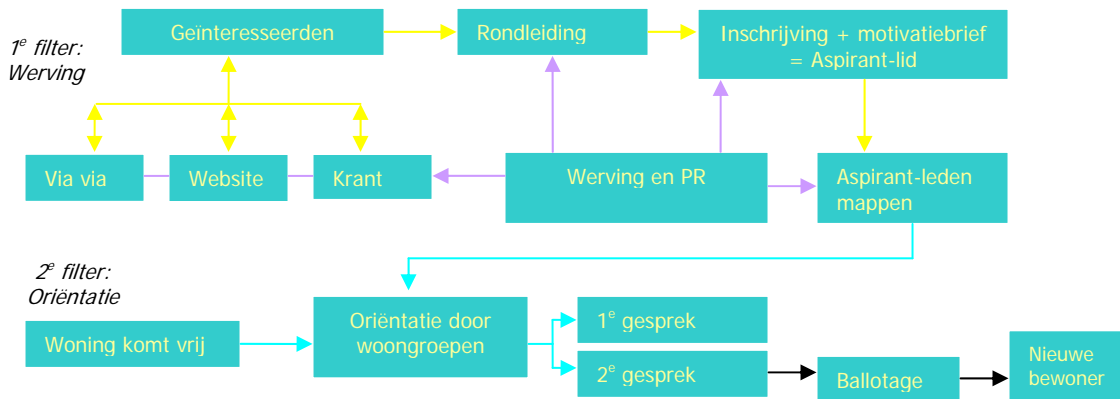 1e filter:
Werving
Geïnteresseerden
Rondleiding
Inschrijving + motivatiebrief
= Aspirant-lid
Via via
Website
Krant
Werving en PR
Aspirant-leden
mappen
2e filter:
Oriëntatie
Woning komt vrij
Oriëntatie door
woongroepen
1e gesprek
2e gesprek
Ballotage
Nieuwe
bewoner